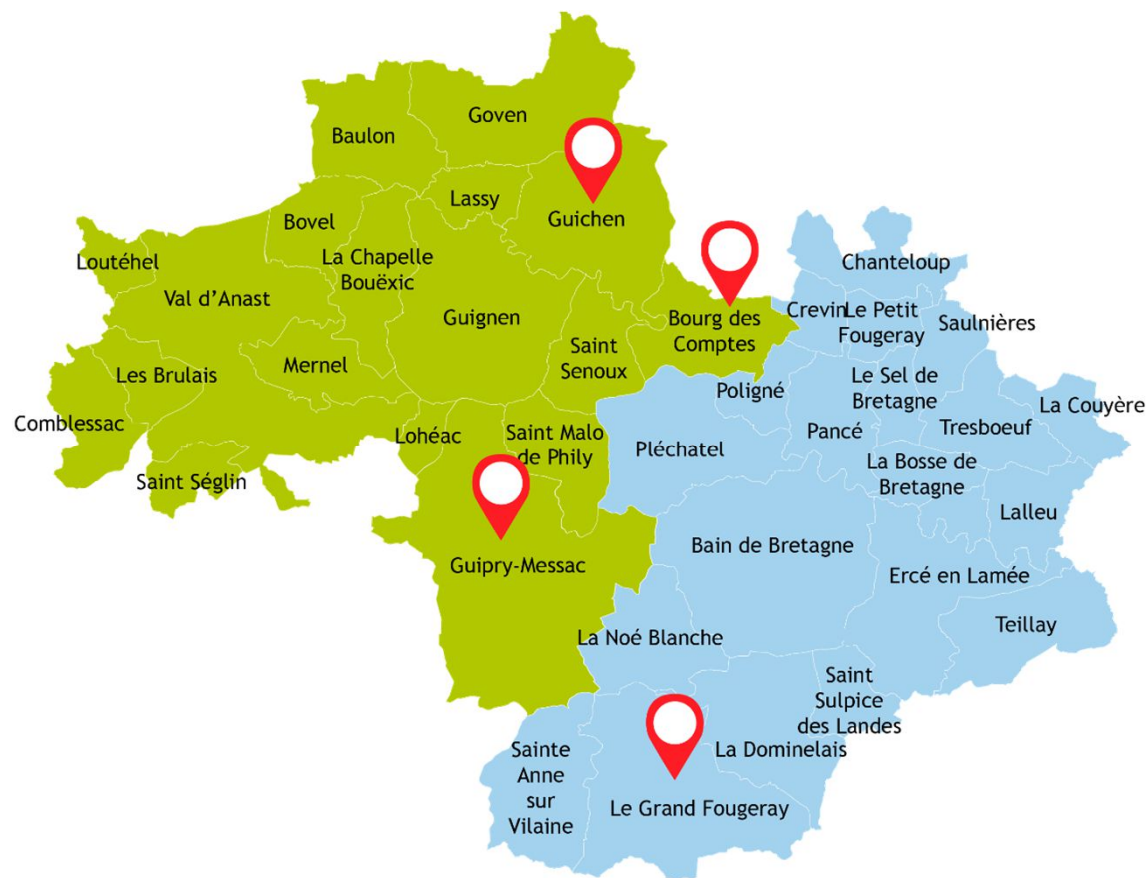 Goven
Baulon
Lassy
Guichen
Bovel
La Chapelle
Bouëxic
Loutéhel
Val d’Anast
Guignen
Bourg des
Comptes
Saint
Senoux
Mernel
Les Brulais
Comblessac
Lohéac
Saint Malo
de Phily
Saint Séglin
Guipry-Messac
Chanteloup
Crevin
Le Petit
Fougeray
Saulnières
Poligné
Le Sel de
Bretagne
La Couyère
Pancé
Tresboeuf
Pléchatel
La Bosse de
Bretagne
Lalleu
Bain de Bretagne
Ercé en Lamée
Teillay
La Noé Blanche
Saint
Sulpice
des Landes
La Dominelais
Sainte
Anne
sur
Vilaine
Le Grand Fougeray